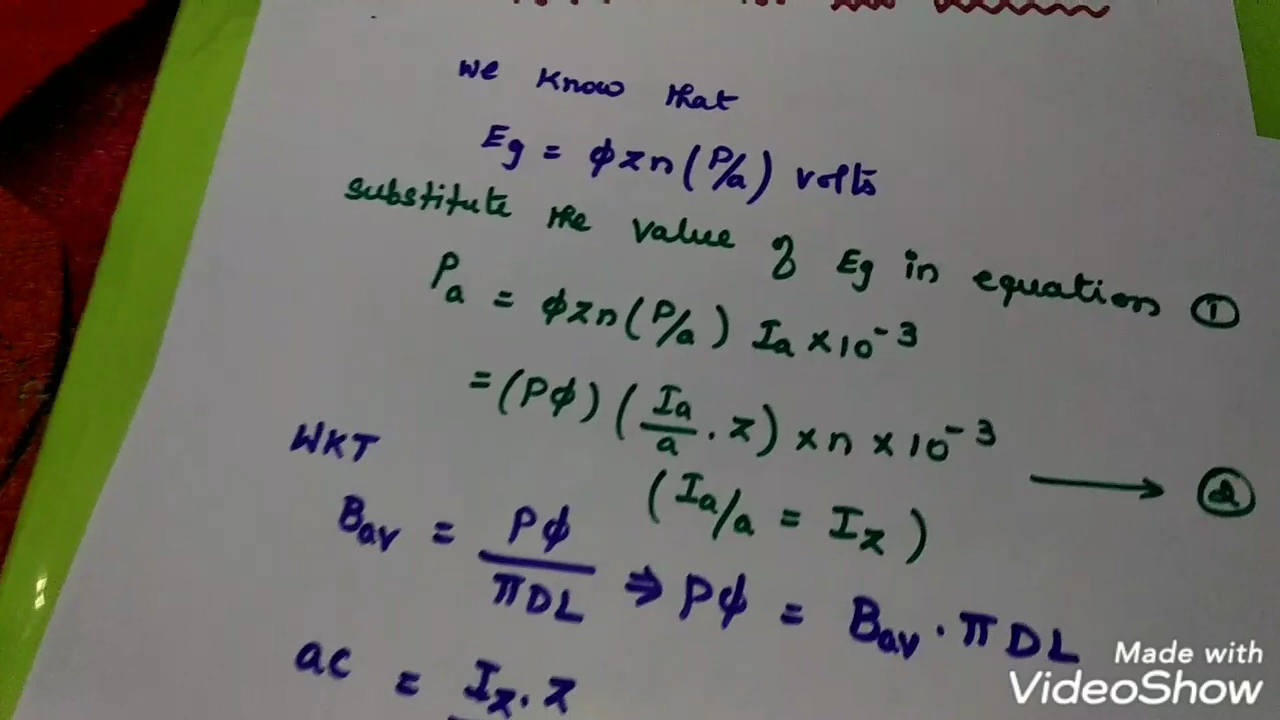 We know that
Eg = φzn(P/a) volts
substitute the value of Eg in equation ①
Pa = φzn(P/a) Ia × 10⁻³
= (Pφ) (Ia/a . z) × n × 10⁻³ ⟶ ②
(Ia/a = Iz)
WKT
Bav = Pφ/πDL ⇒ Pφ = Bav . πDL
ac = Iz . z
Made with
VideoShow